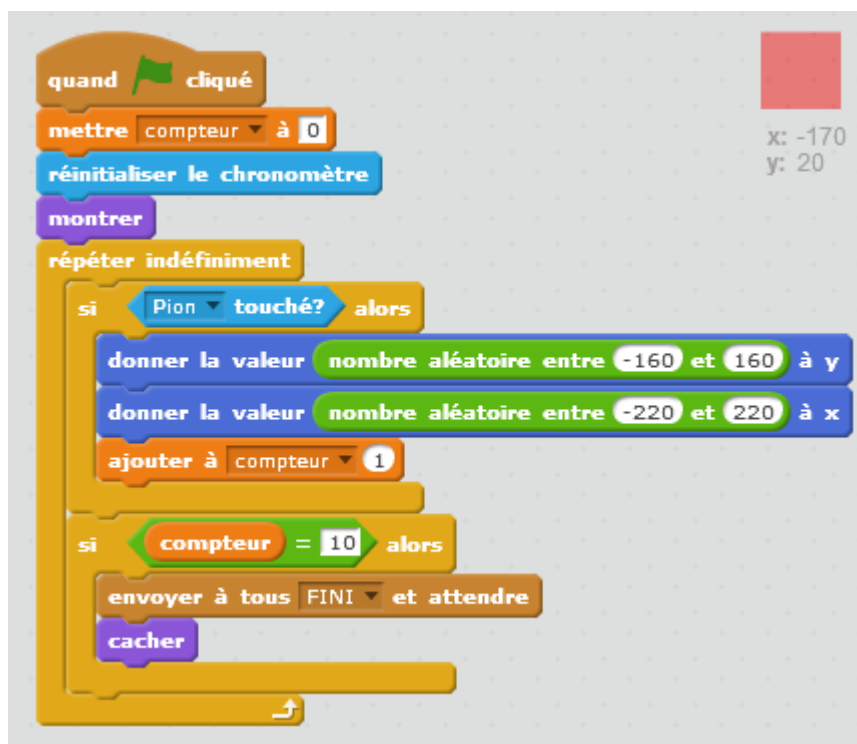 quand cliqué
mettre compteur à 0
x: -170
réinitialiser le chronomètre
y: 20
montrer
répéter indéfiniment
si Pion touché? alors
donner la valeur nombre aléatoire entre -160 et 160 à y
donner la valeur nombre aléatoire entre -220 et 220 à x
ajouter à compteur 1
si compteur = 10 alors
envoyer à tous FINI et attendre
cacher